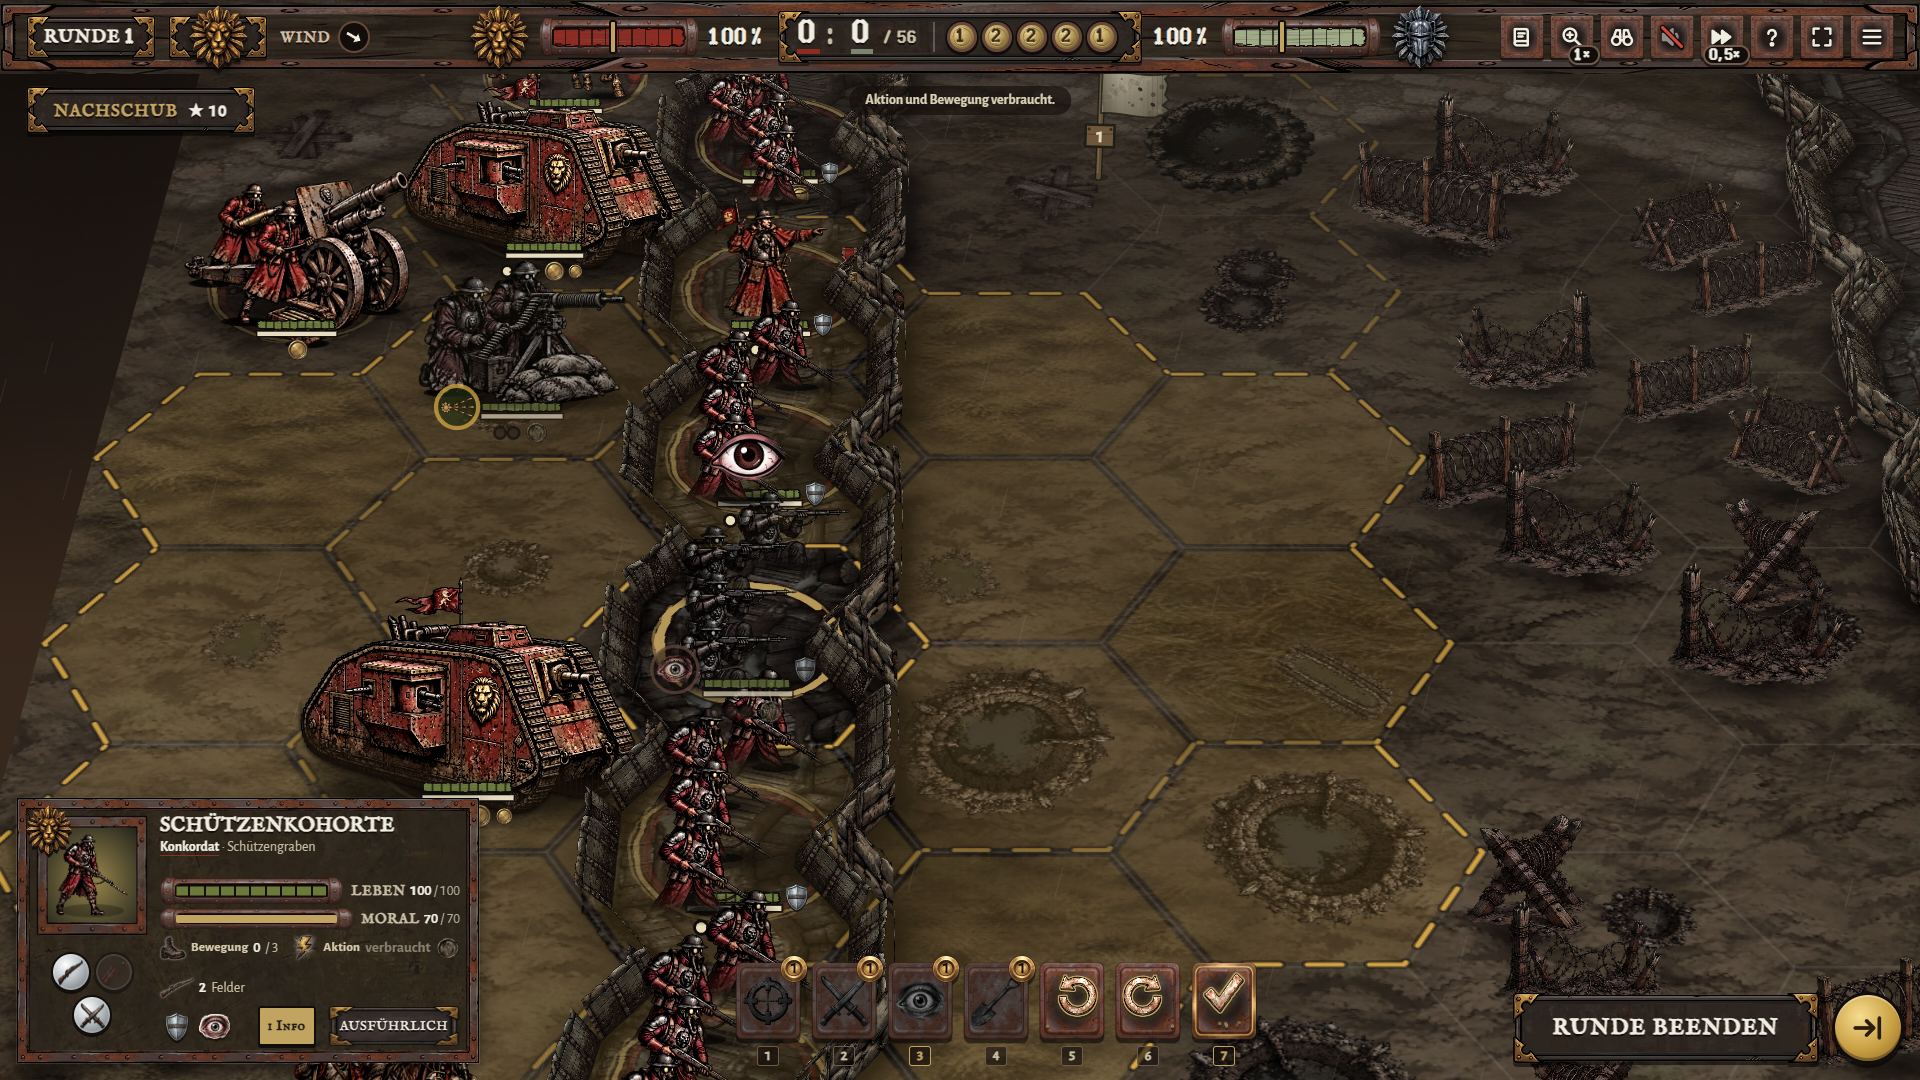 RUNDE 1
WIND
100%
0 : 0 / 56
1 2 2 2 1
100%
1×
0,5×
?
NACHSCHUB ★ 10
Aktion und Bewegung verbraucht.
1
SCHÜTZENKOHORTE
Konkordat · Schützengraben
LEBEN 100/100
MORAL 70/70
Bewegung 0/3 Aktion verbraucht
2 Felder
1 INFO
AUSFÜHRLICH
1 1 1 1
1 2 3 4 5 6 7
RUNDE BEENDEN